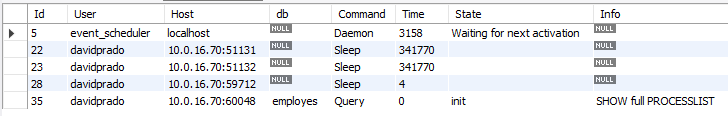 Id User Host db Command Time State Info
5 event_scheduler localhost NULL Daemon 3158 Waiting for next activation NULL
22 davidprado 10.0.16.70:51131 NULL Sleep 341770 NULL
23 davidprado 10.0.16.70:51132 NULL Sleep 341770 NULL
28 davidprado 10.0.16.70:59712 NULL Sleep 4 NULL
35 davidprado 10.0.16.70:60048 employes Query 0 init SHOW full PROCESSLIST